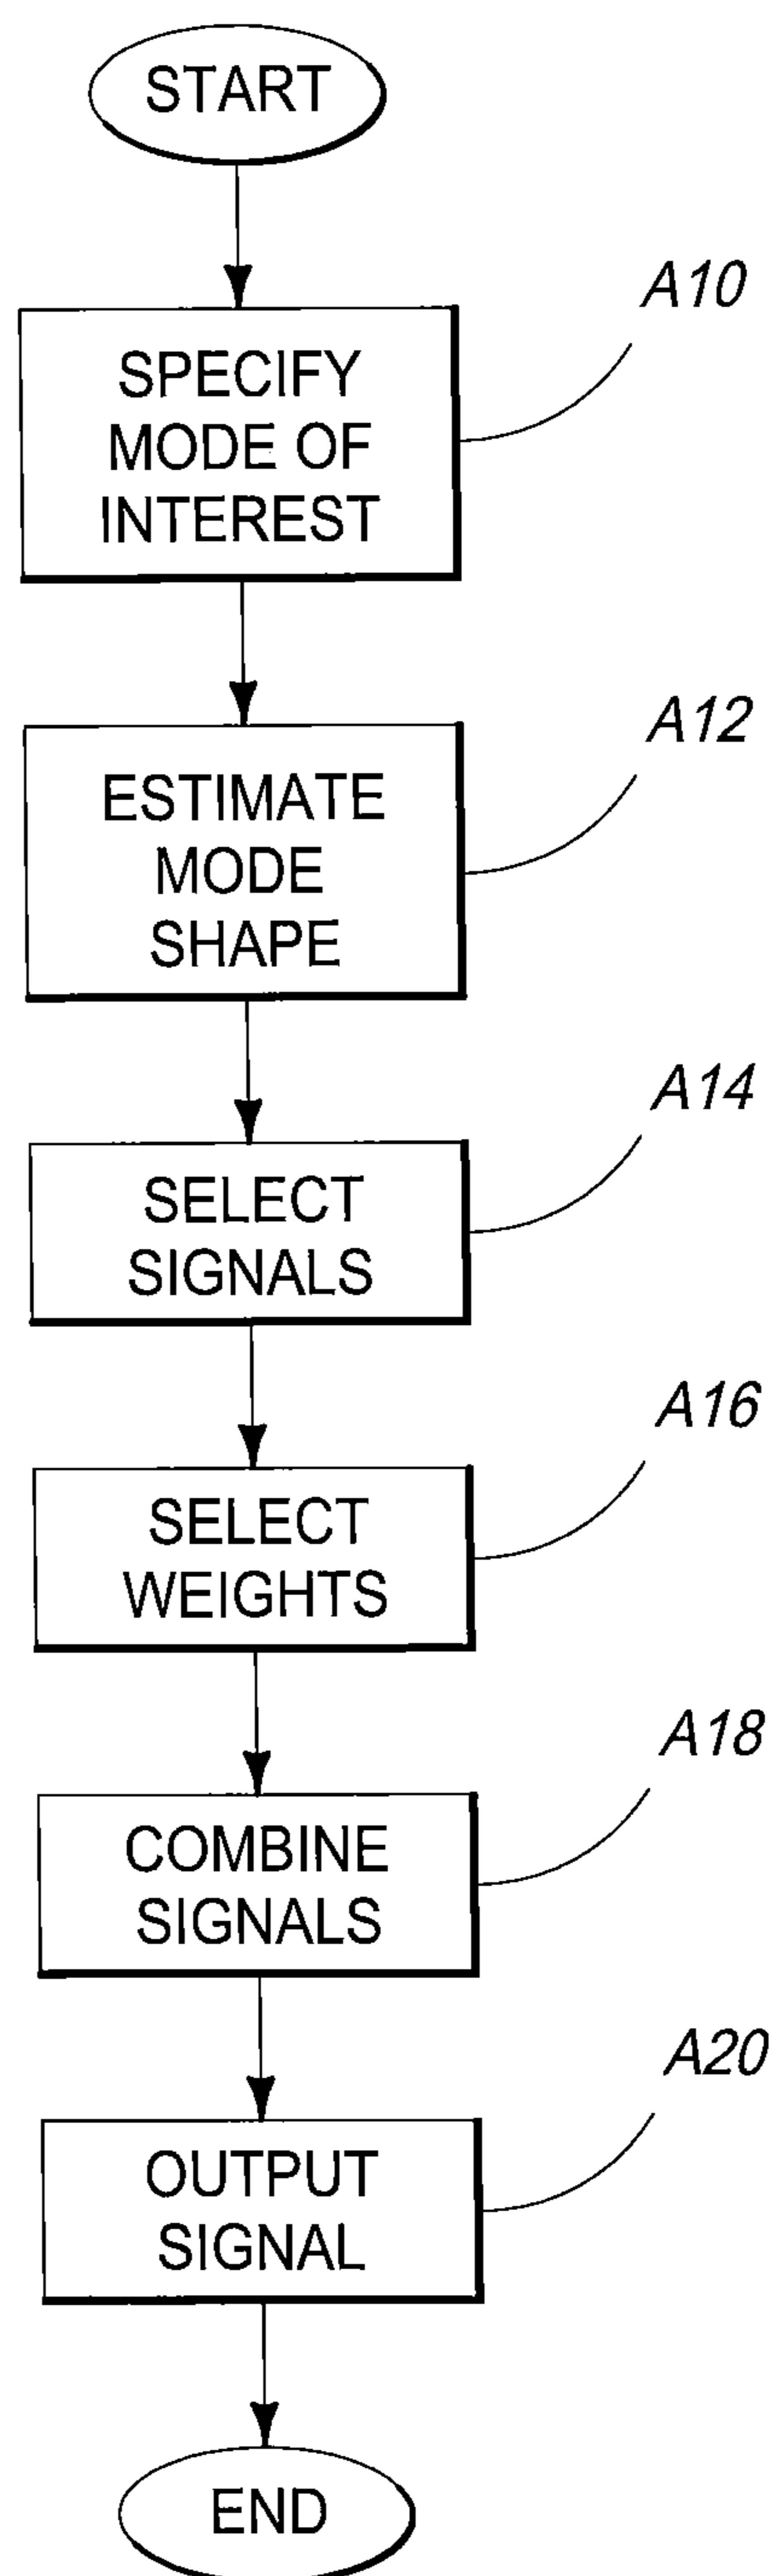 START
A10
SPECIFY
MODE OF
INTEREST
A12
ESTIMATE
MODE
SHAPE
A14
SELECT
SIGNALS
A16
SELECT
WEIGHTS
A18
COMBINE
SIGNALS
A20
OUTPUT
SIGNAL
END